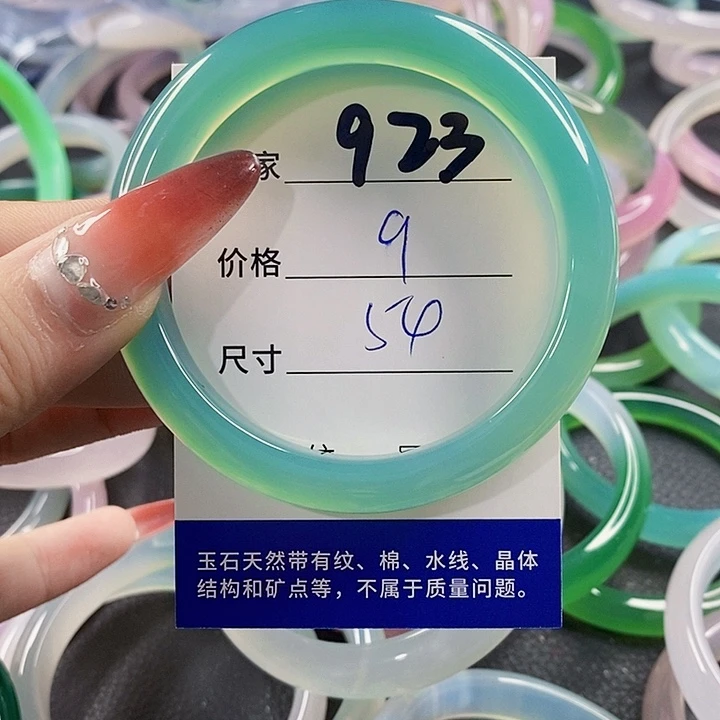 家 923
价格 9
尺寸 54
玉石天然带有纹、棉、水线、晶体
结构和矿点等，不属于质量问题。